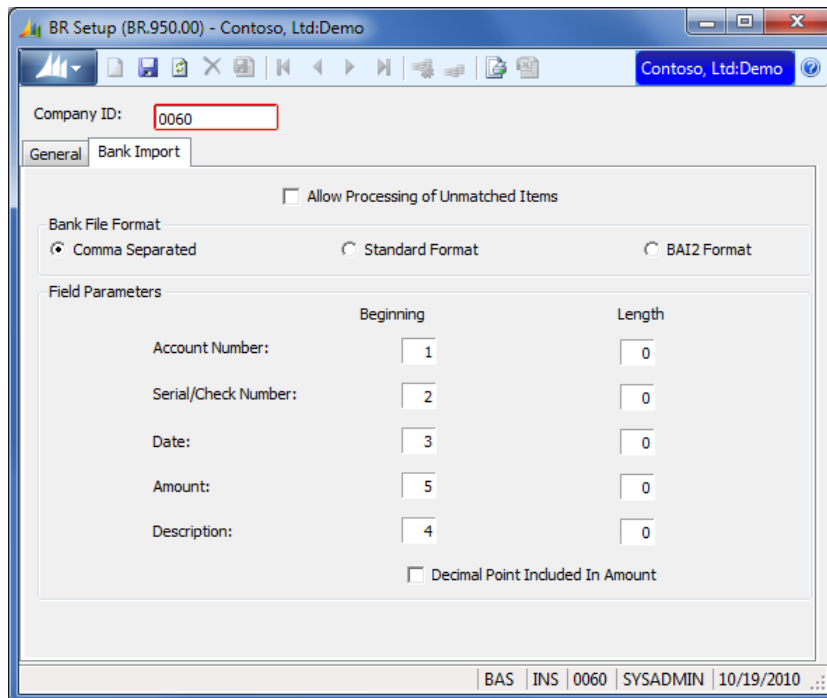 BR Setup (BR.950.00) - Contoso, Ltd:Demo
Contoso, Ltd:Demo
Company ID: 0060
General Bank Import
Allow Processing of Unmatched Items
Bank File Format
Comma Separated Standard Format BAI2 Format
Field Parameters
Beginning Length
Account Number: 1 0
Serial/Check Number: 2 0
Date: 3 0
Amount: 5 0
Description: 4 0
Decimal Point Included In Amount
BAS INS 0060 SYSADMIN 10/19/2010